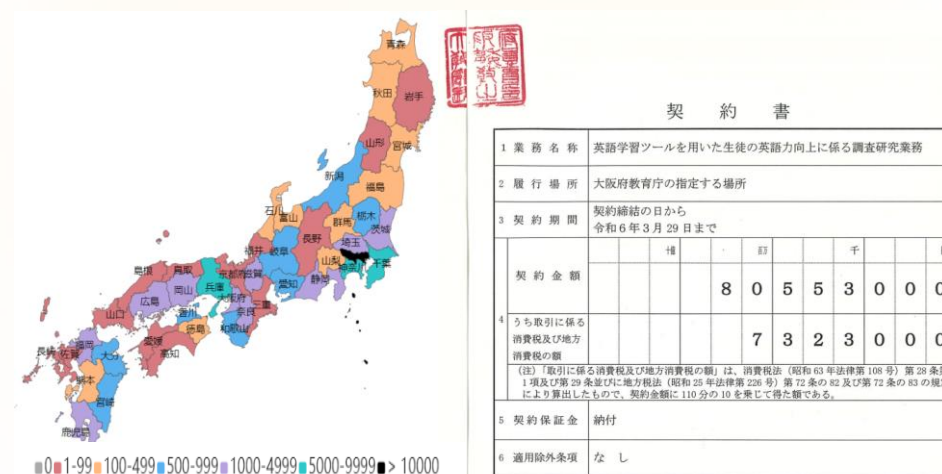 青森
秋田
岩手
山形
宮城
新潟
福島
石川
富山
群馬
栃木
茨城
福井
岐阜
長野
埼玉
山梨
神奈川
千葉
島根
鳥取
兵庫
京都府
滋賀
愛知
静岡
広島
岡山
大阪府
奈良
三重
山口
香川
徳島
和歌山
愛媛
高知
長崎
佐賀
福岡
大分
熊本
宮崎
鹿児島
0 1-99 100-499 500-999 1000-4999 5000-9999 > 10000
契 約 書
1 業務名称 英語学習ツールを用いた生徒の英語力向上に係る調査研究業務
2 履行場所 大阪府教育庁の指定する場所
3 契約期間 契約締結の日から
令和6年3月29日まで
千
4 契約金額 8 0 5 5 3 0 0 0
うち取引に係る
消費税及び地方
消費税の額
7 3 2 3 0 0 0
(注)「取引に係る消費税及び地方消費税の額」は、消費税法(昭和63年法律第108号)第28条第
1項及び第29条並びに地方税法(昭和25年法律第226号)第72条の82及び第72条の83の規
により算出したもので、契約金額に110分の10を乗じて得た額である。
5 契約保証金 納付
6 適用除外条項 な し